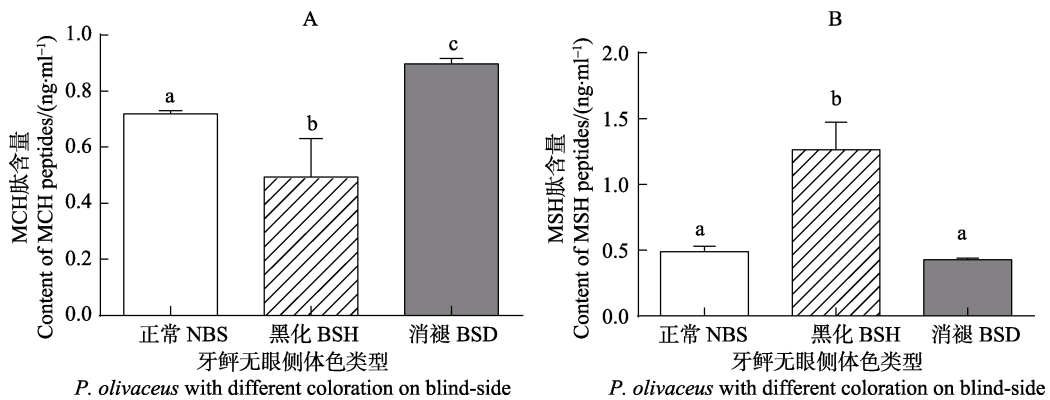 A
MCH肽含量
Content of MCH peptides/(ng·ml⁻¹)
1.0
0.8
0.6
0.4
0.2
0.0
a
b
c
正常 NBS
黑化 BSH
消褪 BSD
牙鲆无眼侧体色类型
P. olivaceus with different coloration on blind-side
B
MSH肽含量
Content of MSH peptides/(ng·ml⁻¹)
2.0
1.5
1.0
0.5
0.0
a
b
a
正常 NBS
黑化 BSH
消褪 BSD
牙鲆无眼侧体色类型
P. olivaceus with different coloration on blind-side